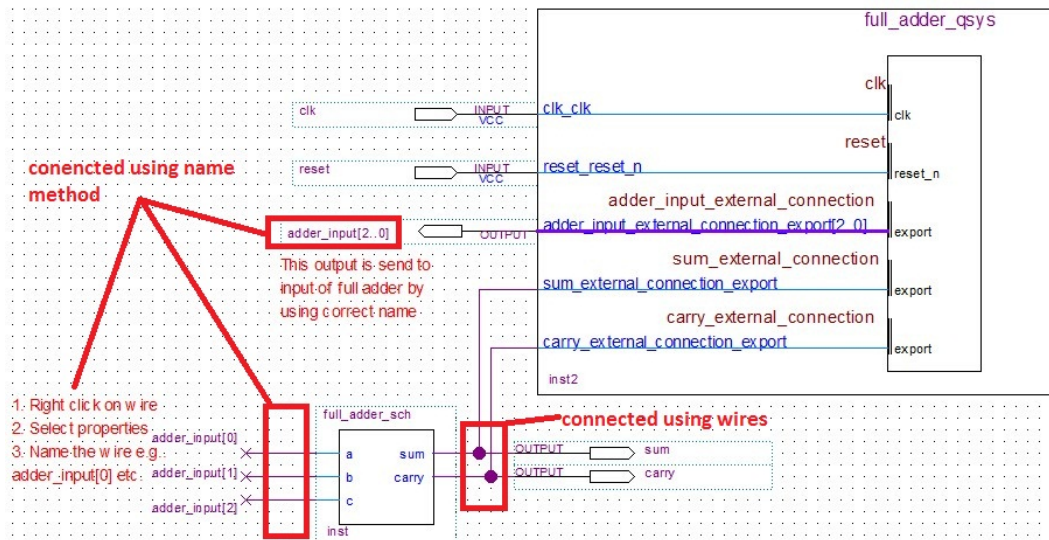 full_adder_qsys
clk
clk
INPUT
VCC
clk_clk
clk
reset
reset
INPUT
VCC
reset_reset_n
reset_n
conencted using name
method
adder_input_external_connection
adder_input[2..0]
OUTPUT
adder_input_external_connection_export[2..0]
export
This output is send to
input of full adder by
using correct name
sum_external_connection
sum_external_connection_export
export
carry_external_connection
carry_external_connection_export
export
inst2
1. Right click on wire
2. Select properties
3. Name the wire e.g.
adder_input[0] etc.
full_adder_sch
connected using wires
adder_input[0]
a
sum
OUTPUT
sum
adder_input[1]
b
carry
OUTPUT
carry
adder_input[2]
c
inst